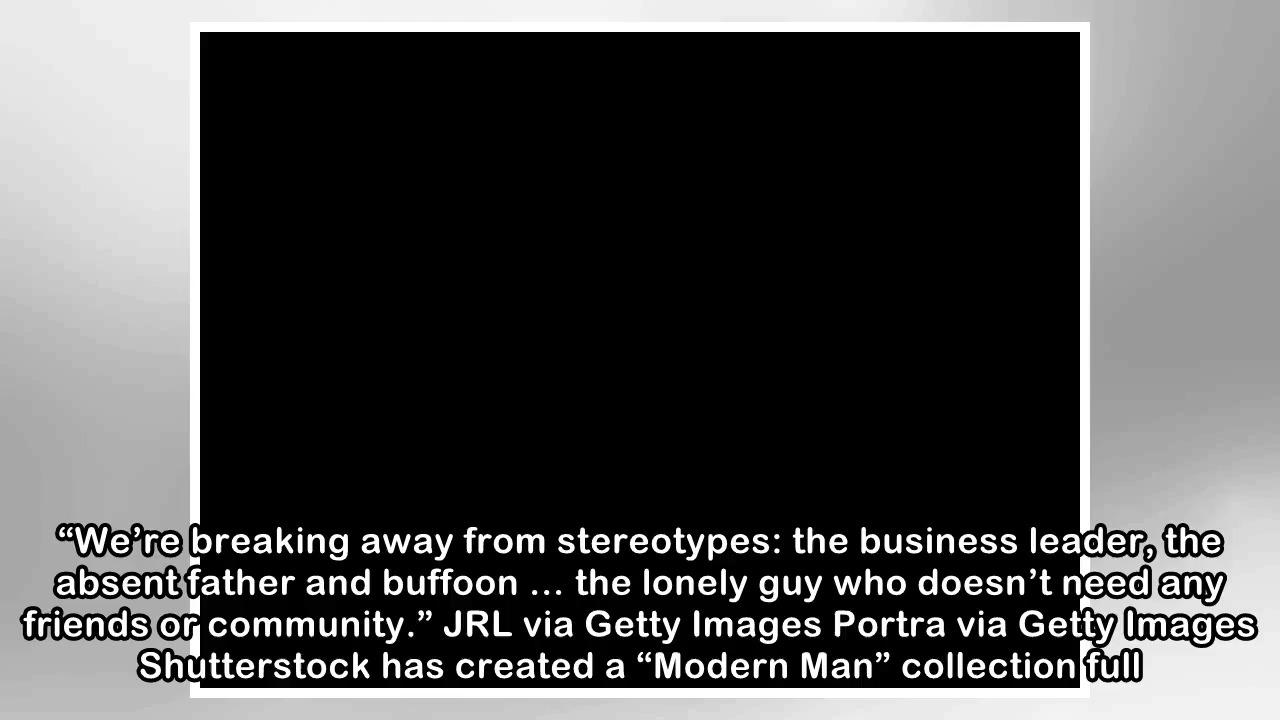 “We’re breaking away from stereotypes: the business leader, the
absent father and buffoon … the lonely guy who doesn’t need any
friends or community.” JRL via Getty Images Portra via Getty Images
Shutterstock has created a “Modern Man” collection full